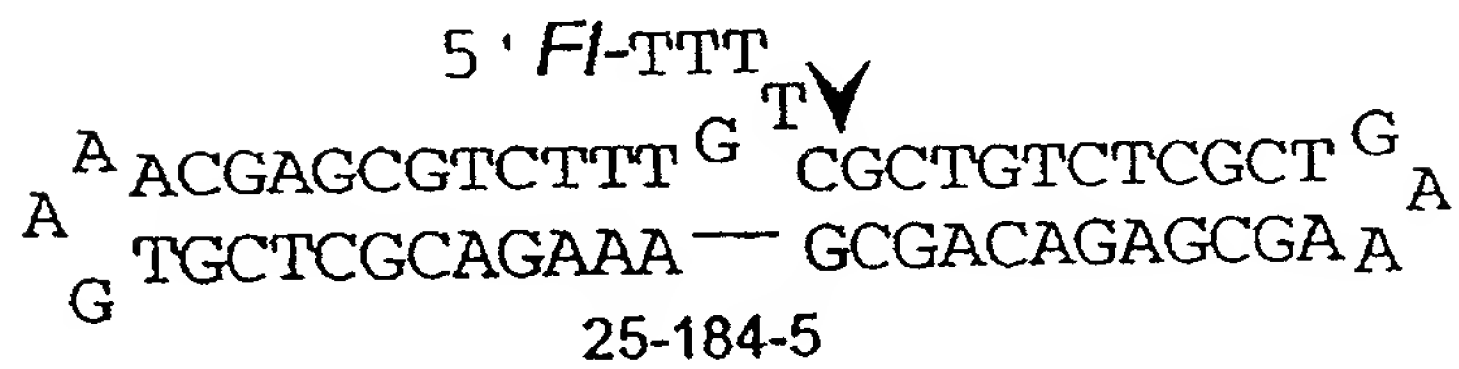 5' Fl-TTT
T
A ACGAGCGTCTTT G CGCTGTCTCGCT G
A A
G TGCTCGCAGAAA — GCGACAGAGCGA A
25-184-5